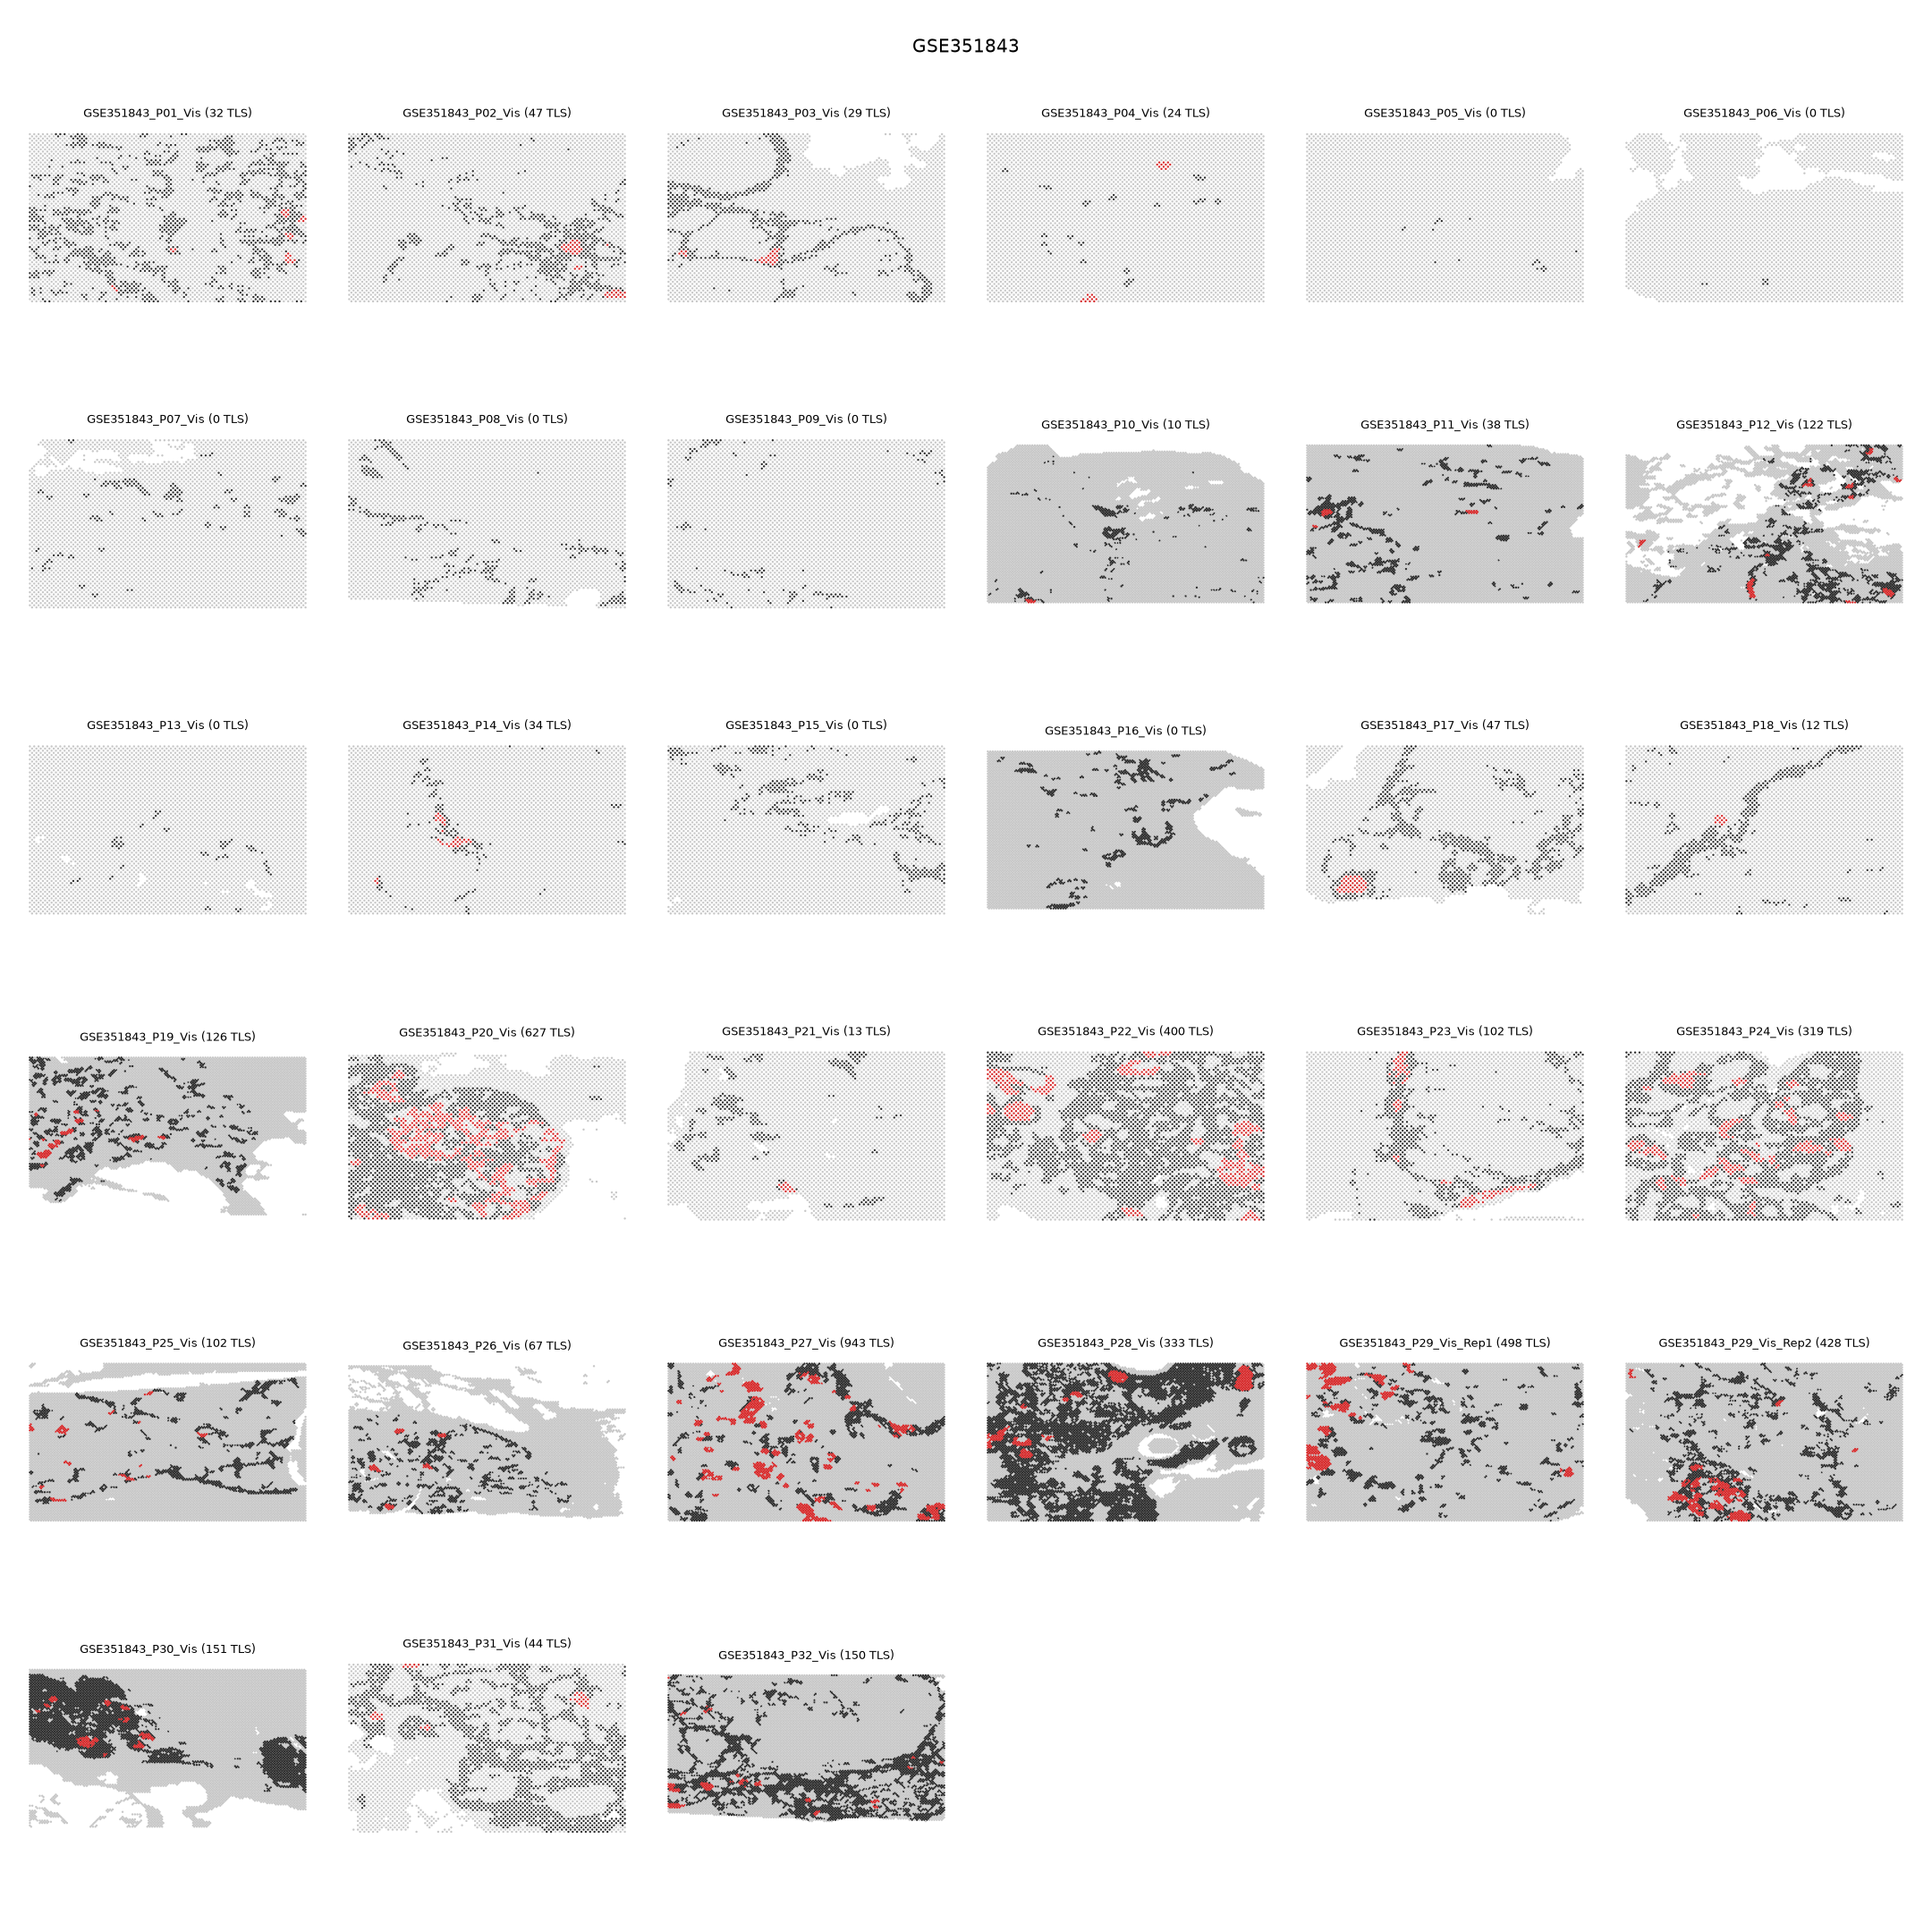 GSE351843
GSE351843_P01_Vis (32 TLS)
GSE351843_P02_Vis (47 TLS)
GSE351843_P03_Vis (29 TLS)
GSE351843_P04_Vis (24 TLS)
GSE351843_P05_Vis (0 TLS)
GSE351843_P06_Vis (0 TLS)
GSE351843_P07_Vis (0 TLS)
GSE351843_P08_Vis (0 TLS)
GSE351843_P09_Vis (0 TLS)
GSE351843_P10_Vis (10 TLS)
GSE351843_P11_Vis (38 TLS)
GSE351843_P12_Vis (122 TLS)
GSE351843_P13_Vis (0 TLS)
GSE351843_P14_Vis (34 TLS)
GSE351843_P15_Vis (0 TLS)
GSE351843_P16_Vis (0 TLS)
GSE351843_P17_Vis (47 TLS)
GSE351843_P18_Vis (12 TLS)
GSE351843_P19_Vis (126 TLS)
GSE351843_P20_Vis (627 TLS)
GSE351843_P21_Vis (13 TLS)
GSE351843_P22_Vis (400 TLS)
GSE351843_P23_Vis (102 TLS)
GSE351843_P24_Vis (319 TLS)
GSE351843_P25_Vis (102 TLS)
GSE351843_P26_Vis (67 TLS)
GSE351843_P27_Vis (943 TLS)
GSE351843_P28_Vis (333 TLS)
GSE351843_P29_Vis_Rep1 (498 TLS)
GSE351843_P29_Vis_Rep2 (428 TLS)
GSE351843_P30_Vis (151 TLS)
GSE351843_P31_Vis (44 TLS)
GSE351843_P32_Vis (150 TLS)